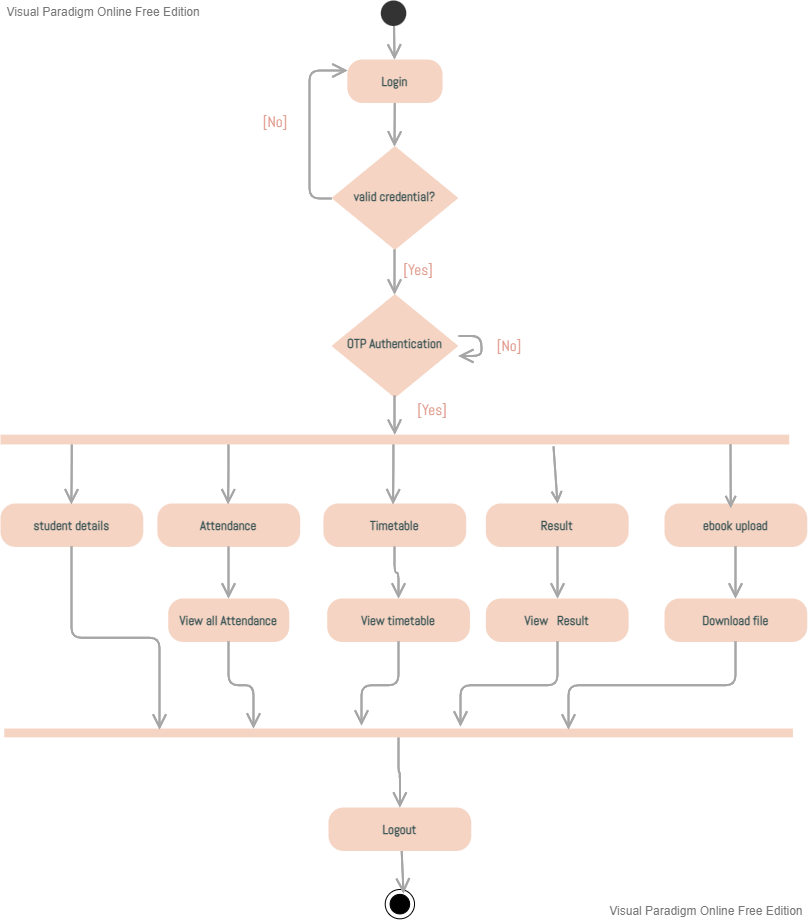 Visual Paradigm Online Free Edition
Login
[No]
valid credential?
[Yes]
OTP Authentication
[No]
[Yes]
student details
Attendance
Timetable
Result
ebook upload
View all Attendance
View timetable
View Result
Download file
Logout
Visual Paradigm Online Free Edition